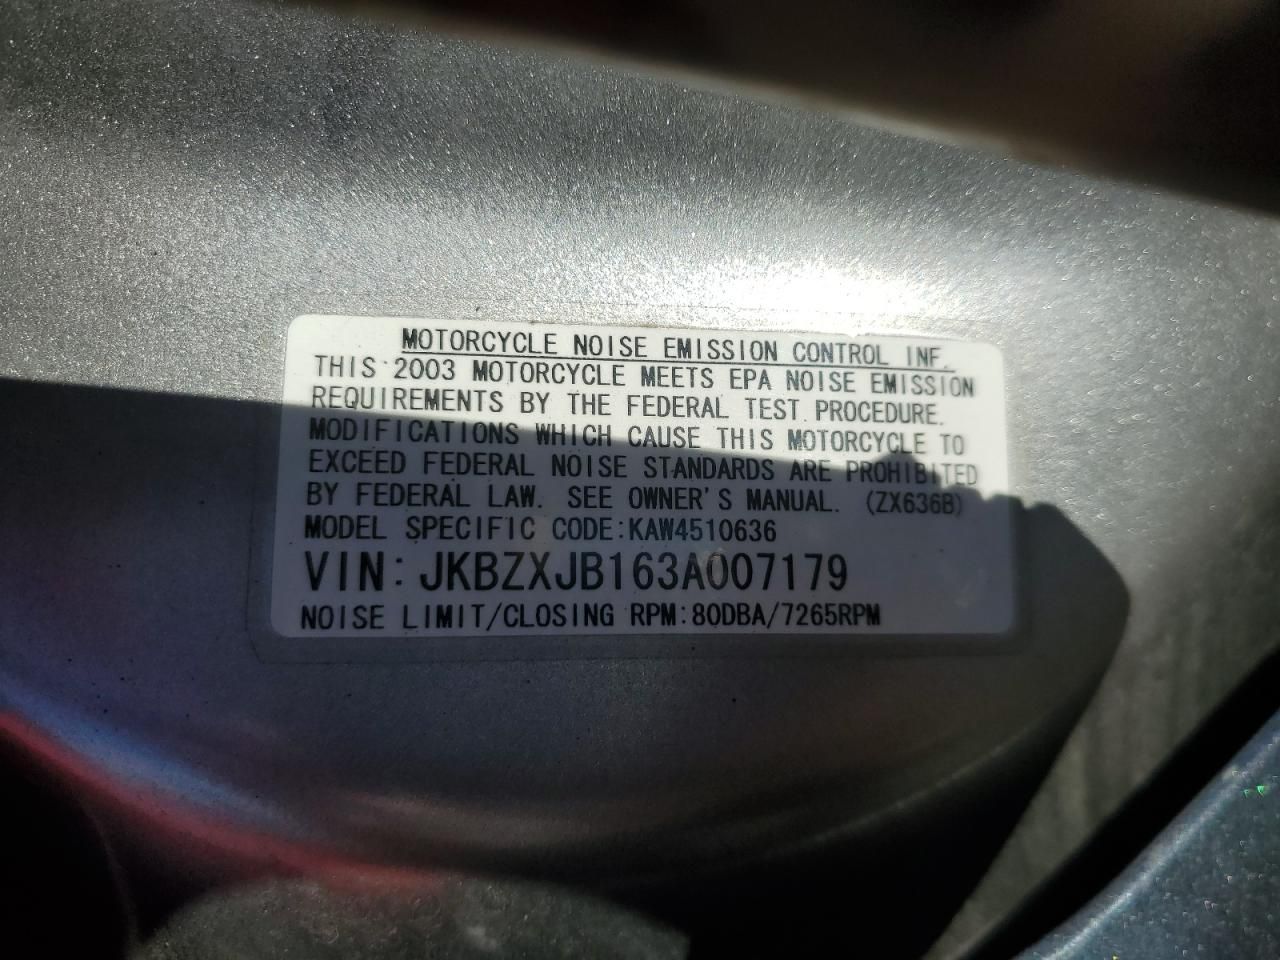 MOTORCYCLE NOISE EMISSION CONTROL INF.
THIS 2003 MOTORCYCLE MEETS EPA NOISE EMISSION
REQUIREMENTS BY THE FEDERAL TEST PROCEDURE.
MODIFICATIONS WHICH CAUSE THIS MOTORCYCLE TO
EXCEED FEDERAL NOISE STANDARDS ARE PROHIBITED
BY FEDERAL LAW. SEE OWNER'S MANUAL. (ZX636B)
MODEL SPECIFIC CODE:KAW4510636
VIN: JKBZXJB163A007179
NOISE LIMIT/CLOSING RPM:80DBA/7265RPM